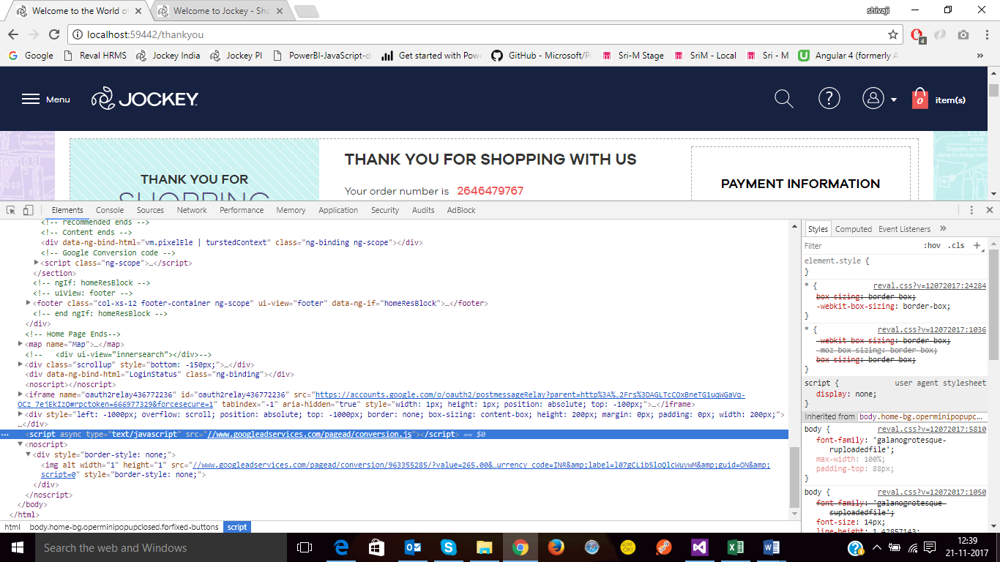 Welcome to the World of
Welcome to Jockey - Sho
shivaji
localhost:59442/thankyou
4
Google
Reval HRMS
Jockey India
Jockey PI
PowerBI-JavaScript-d
Get started with Pow
GitHub - Microsoft/P
Sri-M Stage
SriM - Local
Sri - M
Angular 4 (formerly A
»
Menu
JOCKEY
?
0
item(s)
THANK YOU FOR
SHOPPING
THANK YOU FOR SHOPPING WITH US
Your order number is 2646479767
PAYMENT INFORMATION
Elements Console Sources Network Performance Memory Application Security Audits AdBlock
<!-- recommended ends -->
<!-- Content ends -->
<div data-ng-bind-html="vm.pixelEle | turstedContext" class="ng-binding ng-scope"></div>
<!-- Google Conversion code -->
<script class="ng-scope">…</script>
</section>
<!-- ngIf: homeResBlock -->
<!-- uiView: footer -->
<footer class="col-xs-12 footer-container ng-scope" ui-view="footer" data-ng-if="homeResBlock">…</footer>
<!-- end ngIf: homeResBlock -->
</div>
<!-- Home Page Ends-->
<map name="Map">…</map>
<!-- <div ui-view="innersearch"></div>-->
<div class="scrollup" style="bottom: -150px;">…</div>
<div data-ng-bind-html="LoginStatus" class="ng-binding"></div>
<noscript></noscript>
<iframe name="oauth2relay436772236" id="oauth2relay436772236" src="https://accounts.google.com/o/oauth2/postmessageRelay?parent=http%3A%…2Frs%3DAGLTcCOxBneTG1uqWGaVq-
OCz_7ejEkIzQ#rpctoken=666977329&forcesecure=1" tabindex="-1" aria-hidden="true" style="width: 1px; height: 1px; position: absolute; top: -100px;">…</iframe>
<div style="left: -1000px; overflow: scroll; position: absolute; top: -1000px; border: none; box-sizing: content-box; height: 200px; margin: 0px; padding: 0px; width: 200px;">
…</div>
<script async type="text/javascript" src="//www.googleadservices.com/pagead/conversion.js"></script> == $0
<noscript>
<div style="border-style: none;">
<img alt width="1" height="1" src="//www.googleadservices.com/pagead/conversion/963355285/?value=265.00&…urrency_code=INR&amp;label=l07gCLib5loQlcWuywM&amp;guid=ON&amp;
script=0" style="border-style: none;">
</div>
</noscript>
</body>
</html>
html body.home-bg.operminipopupclosed.forfixed-buttons script
Styles Computed Event Listeners »
Filter :hov .cls +
element.style {
}
* { reval.css?v=12072017:24284
box-sizing: border-box;
-webkit-box-sizing: border-box;
}
* { reval.css?v=12072017:1036
-webkit-box-sizing: border-box;
-moz-box-sizing: border-box;
box-sizing: border-box;
}
script { user agent stylesheet
display: none;
}
Inherited from body.home-bg.operminipopupc…
body { reval.css?v=12072017:5810
font-family: 'galanogrotesque-
ruploadedfile';
max-width: 100%;
padding-top: 88px;
}
body { reval.css?v=12072017:1050
font-family: 'galanogrotesque-
suploadedfile';
font-size: 14px;
line-height: 1.42857143;
Search the web and Windows
12:39
21-11-2017